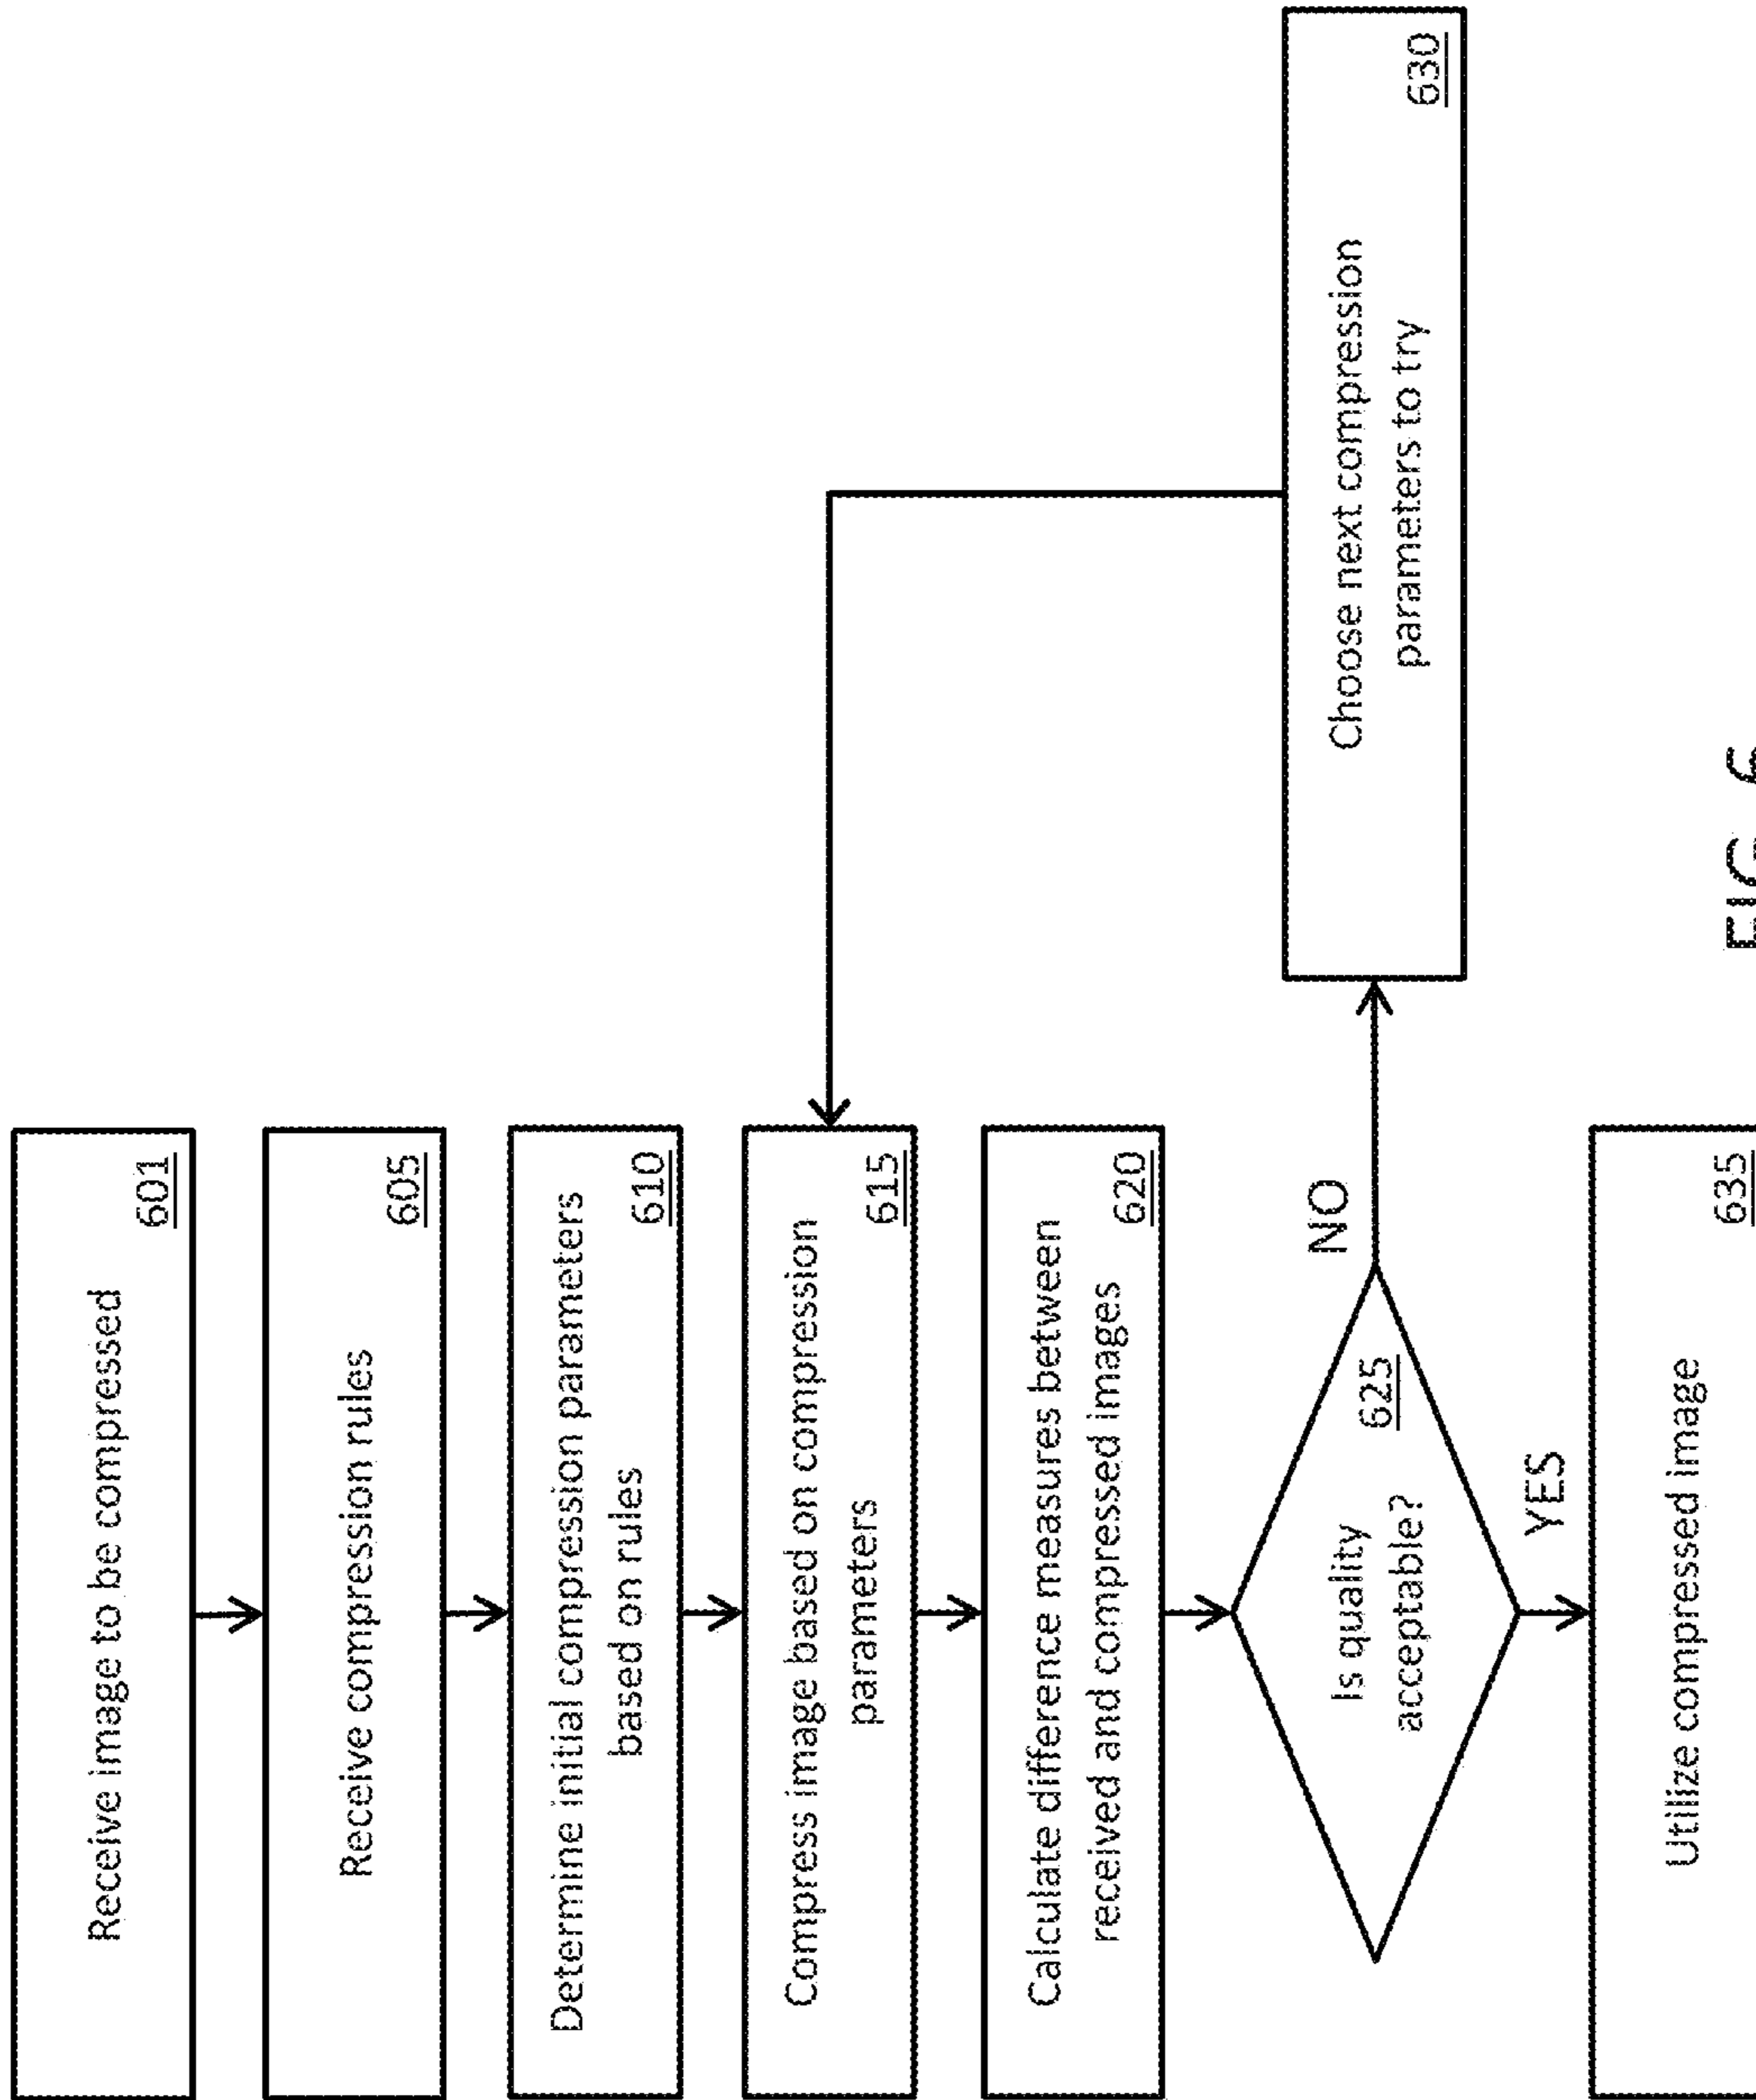 Receive image to be compressed
601
Receive compression rules
605
Determine initial compression parameters
based on rules
610
Compress image based on compression
parameters
615
Calculate difference measures between
received and compressed images
620
Is quality
acceptable?
625
NO
YES
Choose next compression
parameters to try
630
Utilize compressed image
635
FIG. 6